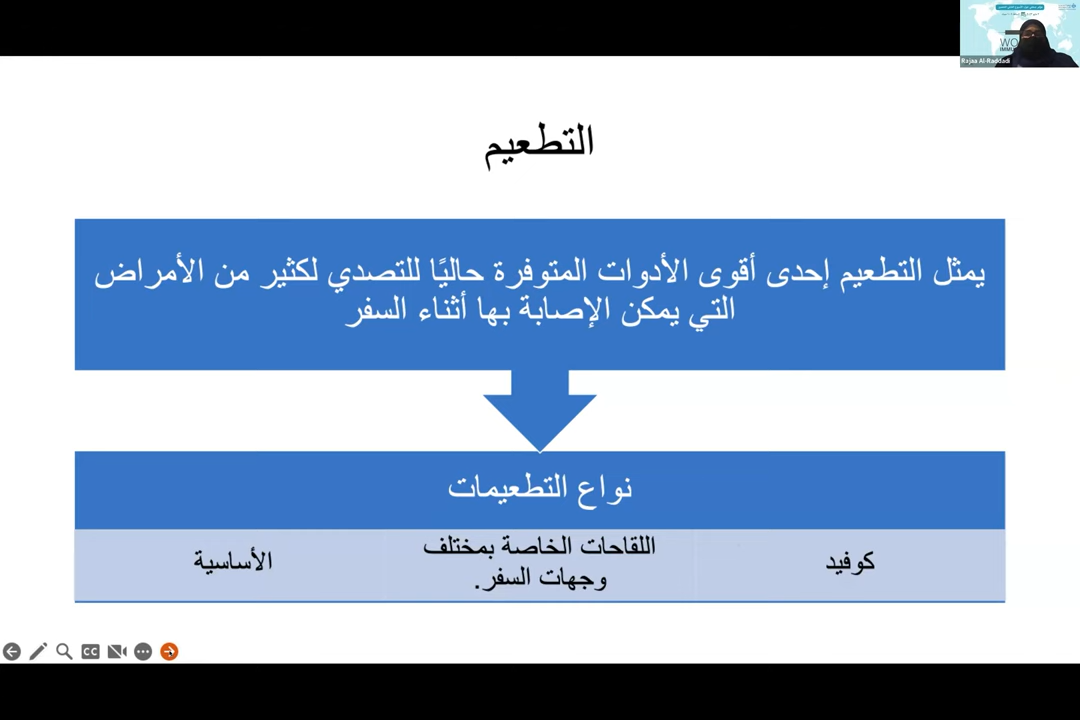 التطعيم
يمثل التطعيم إحدى أقوى الأدوات المتوفرة حاليًا للتصدي لكثير من الأمراض
التي يمكن الإصابة بها أثناء السفر
نواع التطعيمات
كوفيد
اللقاحات الخاصة بمختلف
وجهات السفر.
الأساسية
Rajaa Al-Raddadi
CC